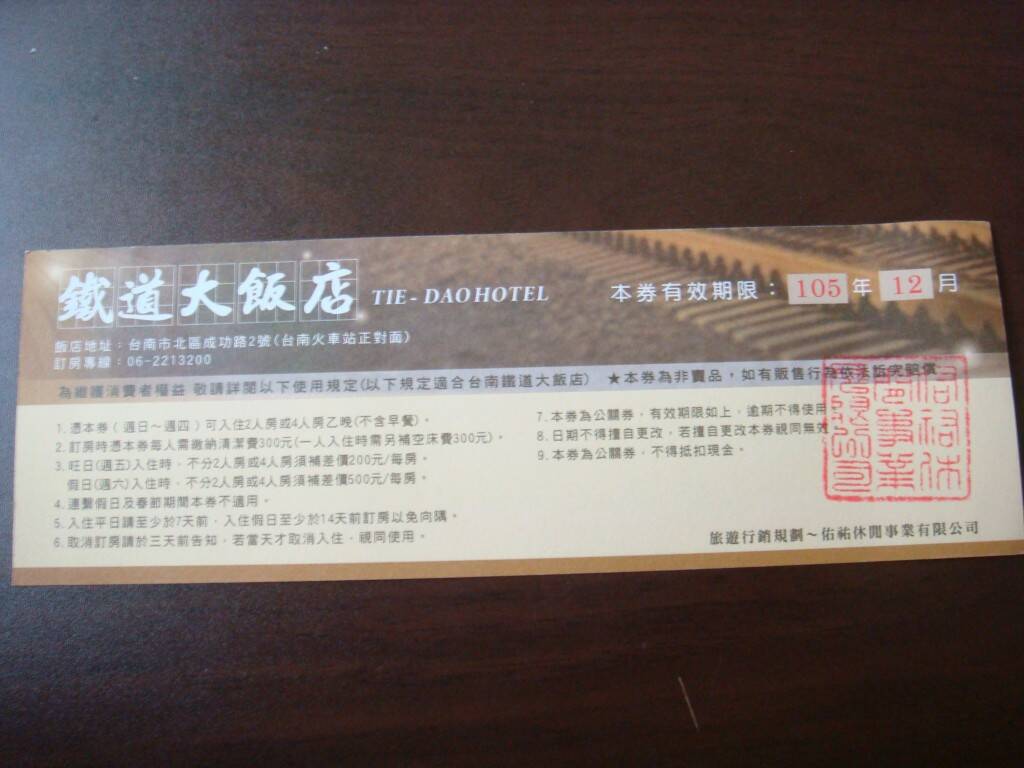 鐵道大飯店 TIE-DAO HOTEL
本券有效期限：105年12月
飯店地址：台南市北區成功路2號(台南火車站正對面)
訂房專線：06-2213200
為維護消費者權益 敬請詳閱以下使用規定(以下規定適合台南鐵道大飯店) ★本券為非賣品，如有販售行為依法訴究賠償
1.憑本券(週日～週四)可入住2人房或4人房乙晚(不含早餐)。
2.訂房時憑本券每人需繳納清潔費300元(一人入住時需另補空床費300元)。
3.旺日(週五)入住時，不分2人房或4人房須補差價200元/每房。
假日(週六)入住時，不分2人房或4人房須補差價500元/每房。
4.連繫假日及春節期間本券不適用。
5.入住平日請至少於7天前，入住假日至少於14天前訂房以免向隅。
6.取消訂房請於三天前告知，若當天才取消入住，視同使用。
7.本券為公關券，有效期限如上，逾期不得使用
8.日期不得擅自更改，若擅自更改本券視同無效
9.本券為公關券，不得抵扣現金。
旅遊行銷規劃～佑祐休閒事業有限公司